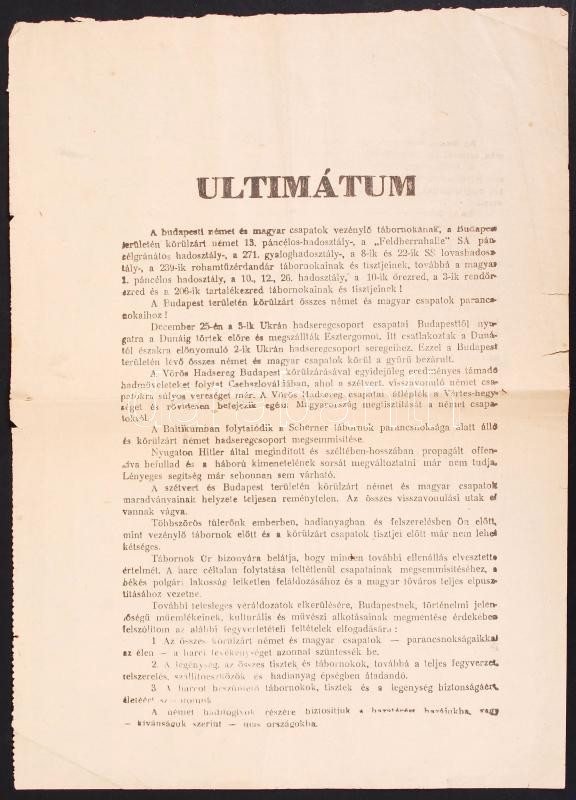 ULTIMÁTUM
A budapesti német és magyar csapatok vezénylő tábornokának, a Budapest
területén körülzárt német 13. páncélos-hadosztály-, a „Feldherrnhalle" SA pán-
célgránátos hadosztály-, a 271. gyaloghadosztály-, a 8-ik és 22-ik SS lovashadosz-
tály-, a 239-ik rohamtüzérdandár tábornokainak és tisztjeinek, továbbá a magyar
1. páncélos hadosztály, a 10., 12., 26. hadosztály, a 10-ik őrezred, a 3-ik rendőr-
ezred és a 206-ik tartalékezred tábornokainak és tisztjeinek !
A Budapest területén körülzárt összes német és magyar csapatok parancs-
nokaihoz !
December 25-én a 3-ik Ukrán hadseregcsoport csapatai Budapesttől nyu-
gatra a Dunáig törtek előre és megszállták Esztergomot. Itt csatlakoztak a Duná-
tól északra előnyomuló 2-ik Ukrán hadseregcsoport seregeihez. Ezzel a Budapest
területén lévő összes német és magyar csapatok körül a gyűrű bezárult.
A Vörös Hadsereg Budapest körülzárásával egyidejűleg eredményes támadó
hadműveleteket folytat Csehszlovákiában, ahol a szétvert, visszavonuló német csa-
patokra súlyos vereséget mér. A Vörös Hadsereg csapatai átlépték a Vértes-hegy-
séget és rövidesen befejezik egész Magyarország megtisztítását a német csapa-
toktól.
A Baltikumban folytatódik a Scherner tábornok parancsnoksága alatt álló
és körülzárt német hadseregcsoport megsemmisítése.
Nyugaton Hitler által megindított és széltében-hosszában propagált offen-
zíva befullad és a háború kimenetelének sorsát megváltoztatni már nem tudja.
Lényeges segítség már sehonnan sem várható.
A szétvert és Budapest területén körülzárt német és magyar csapatok
maradványainak helyzete teljesen reménytelen. Az összes visszavonulási utak el
vannak vágva.
Többszörös túlerőnk emberben, hadianyagban és felszerelésben Ön előtt,
mint vezénylő tábornok előtt és a körülzárt csapatok tisztjei előtt már nem lehet
kétséges.
Tábornok Úr bizonyára belátja, hogy minden további ellenállás elvesztette
értelmét. A harc céltalan folytatása feltétlenül csapatainak megsemmisítéséhez, a
békés polgári lakosság lelketlen feláldozásához és a magyar főváros teljes elpusz-
tításához vezetne.
További felesleges véráldozatok elkerülésére, Budapestnek, történelmi jelen-
tőségű műemlékeinek, kulturális és művészi alkotásainak megmentése érdekében
felszólítom az alábbi fegyverletételi feltételek elfogadására :
1 Az összes körülzárt német és magyar csapatok — parancsnokságaikkal
az élen — a harci tevékenységet azonnal szüntessék be.
2. A legénység, az összes tisztek és tábornokok, továbbá a teljes fegyverzet,
felszerelés, szállítóeszközök és hadianyag épségben átadandó.
3. A harcot beszüntető tábornokok, tisztek és a legénység biztonságáért,
életéért
A német hadifoglyok részére biztosítjuk a hazatérést hazájukba, vagy
— kívánságuk szerint — más országokba.